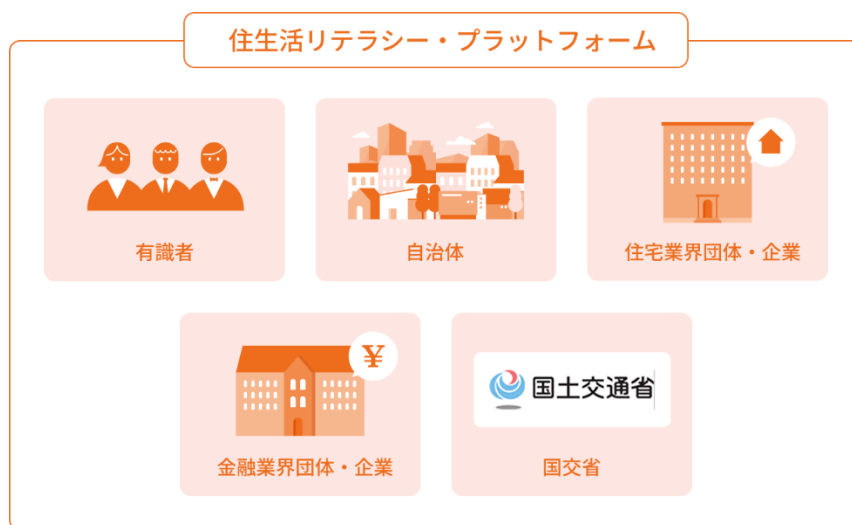 住生活リテラシー・プラットフォーム
有識者
自治体
住宅業界団体・企業
¥
金融業界団体・企業
国土交通省
国交省